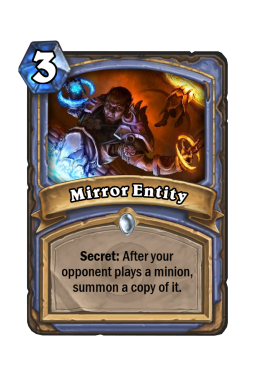 3
Mirror Entity
Secret: After your
opponent plays a minion,
summon a copy of it.